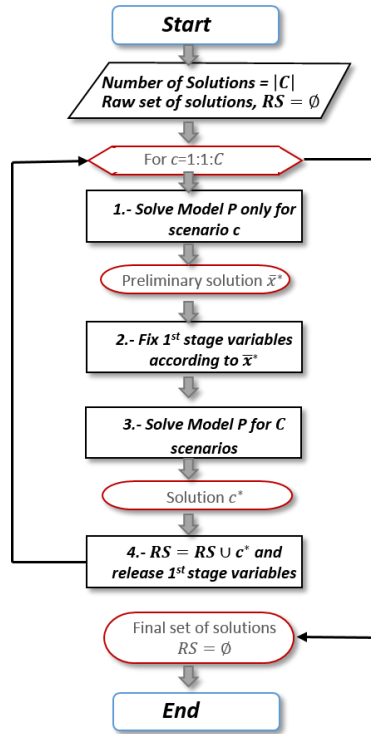 Start
Number of Solutions = |C|
Raw set of solutions, RS = ∅
For c=1:1:C
1.- Solve Model P only for
scenario c
Preliminary solution x̄*
2.- Fix 1st stage variables
according to x̄*
3.- Solve Model P for C
scenarios
Solution c*
4.- RS = RS ∪ c* and
release 1st stage variables
Final set of solutions
RS = ∅
End